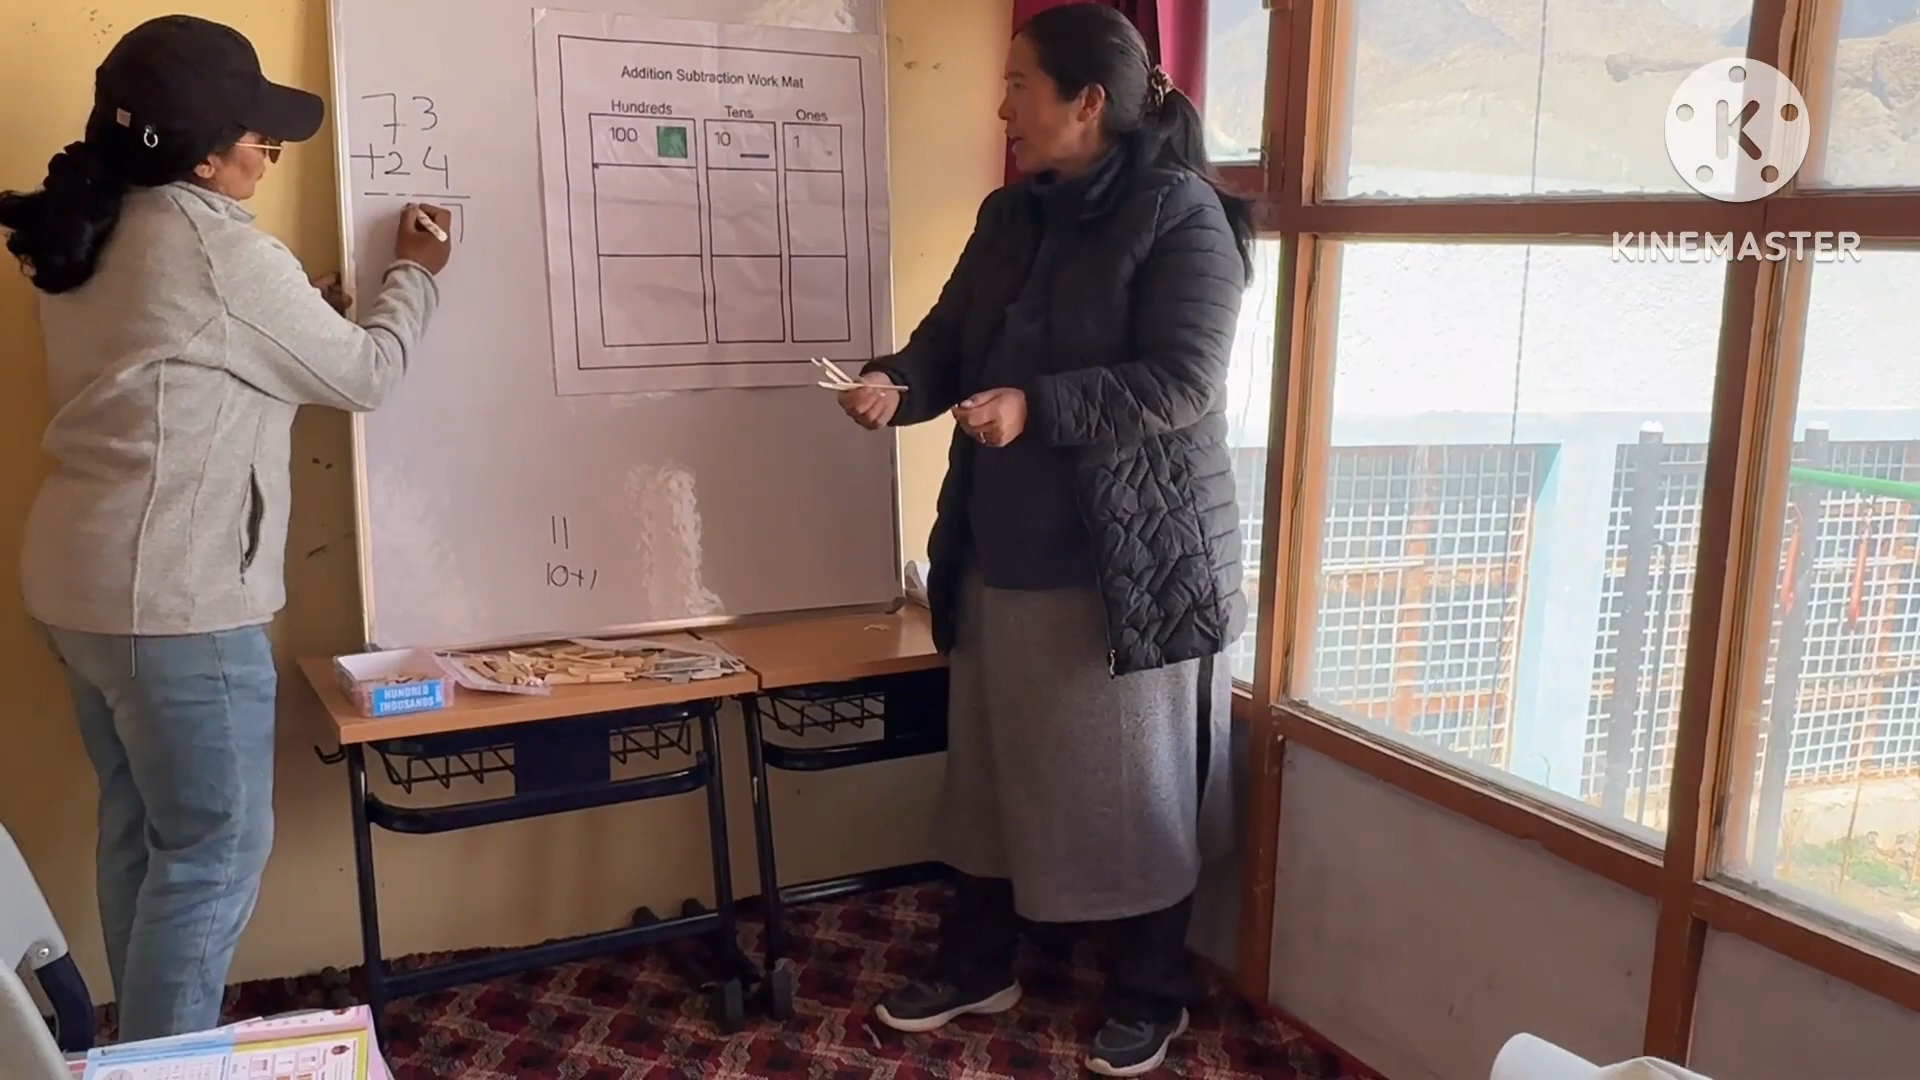 73
+24
7
Addition Subtraction Work Mat
Hundreds Tens Ones
100 10 1
11
10+1
HUNDRED
THOUSANDS
K
KINEMASTER